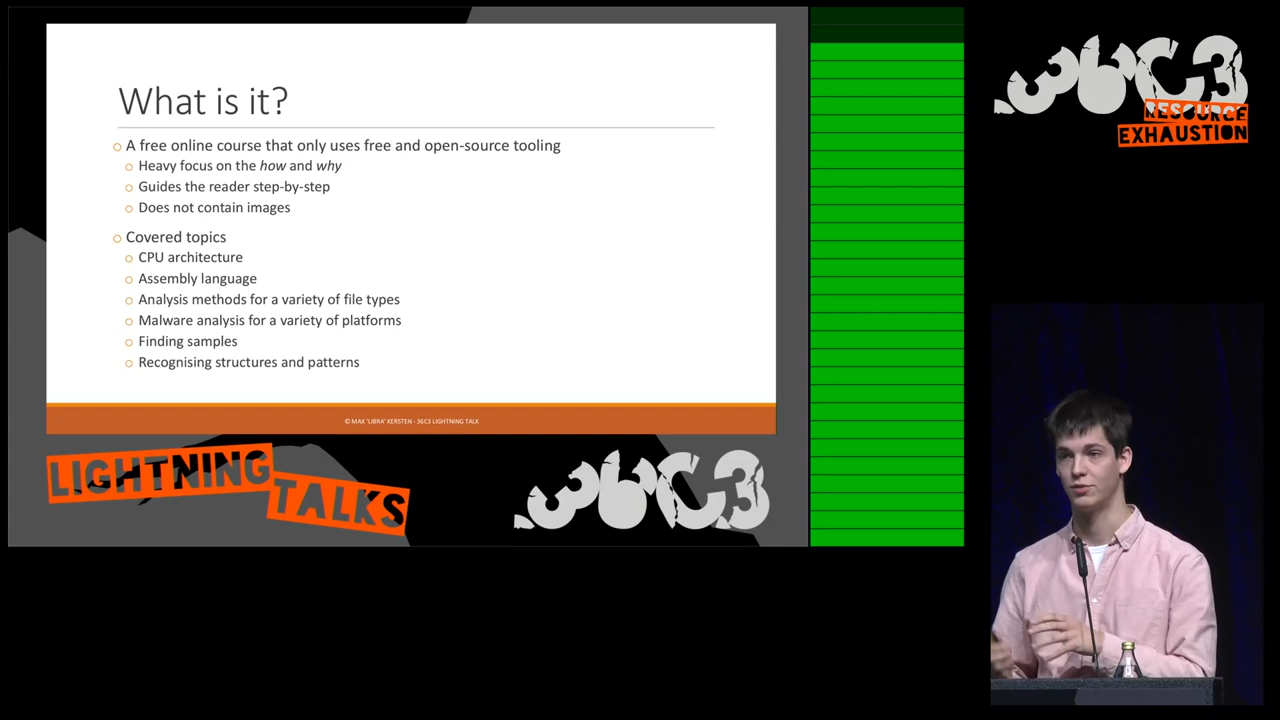 What is it?
A free online course that only uses free and open-source tooling
Heavy focus on the how and why
Guides the reader step-by-step
Does not contain images
Covered topics
CPU architecture
Assembly language
Analysis methods for a variety of file types
Malware analysis for a variety of platforms
Finding samples
Recognising structures and patterns
© MAX 'LIBRA' KERSTEN - 36C3 LIGHTNING TALK
LIGHTNING
TALKS
36C3
36C3
RESOURCE
EXHAUSTION